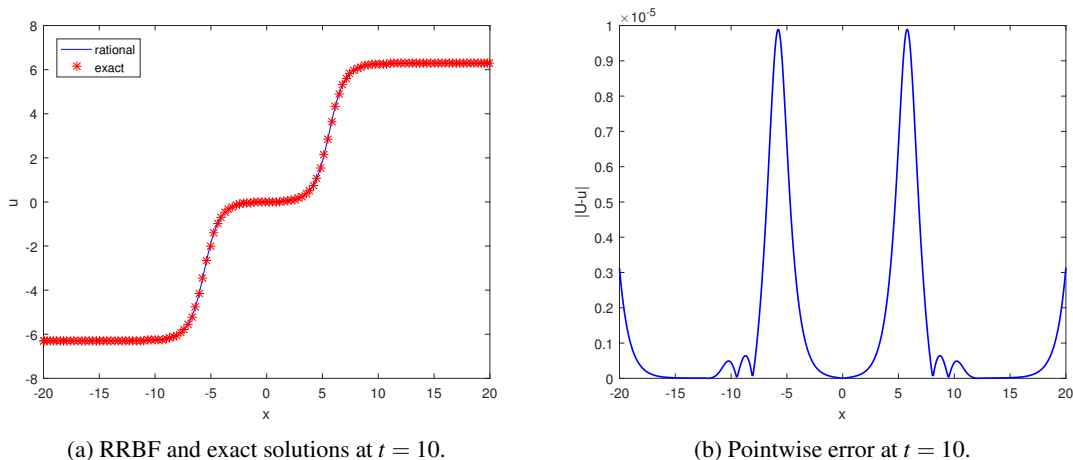 8
6
4
2
0
-2
-4
-6
-8
u
rational
exact
-20 -15 -10 -5 0 5 10 15 20
x
(a) RRBF and exact solutions at t = 10.
×10⁻⁵
1
0.9
0.8
0.7
0.6
0.5
0.4
0.3
0.2
0.1
0
|U-u|
-20 -15 -10 -5 0 5 10 15 20
x
(b) Pointwise error at t = 10.